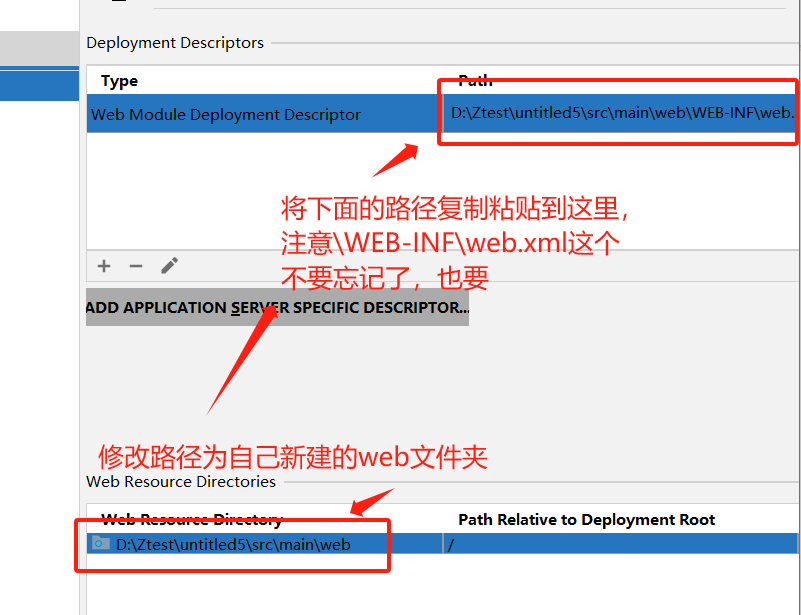 Deployment Descriptors
Type Path
Web Module Deployment Descriptor D:\Ztest\untitled5\src\main\web\WEB-INF\web.
将下面的路径复制粘贴到这里，
注意\WEB-INF\web.xml这个
不要忘记了，也要
ADD APPLICATION SERVER SPECIFIC DESCRIPTOR...
修改路径为自己新建的web文件夹
Web Resource Directories
Web Resource Directory Path Relative to Deployment Root
D:\Ztest\untitled5\src\main\web /